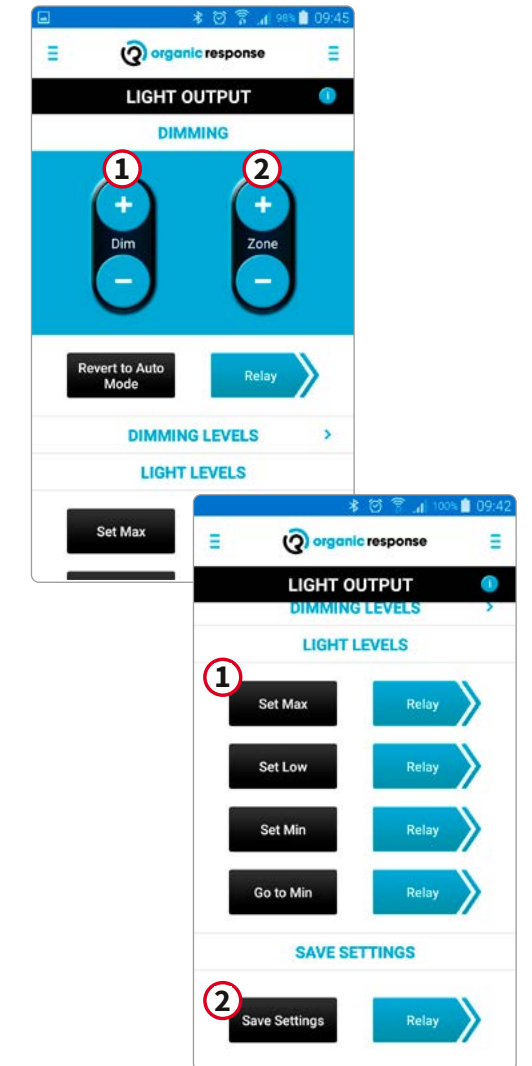 98% 09:45
organic response
LIGHT OUTPUT i
DIMMING
1 2
+ +
Dim Zone
− −
Revert to Auto
Mode
Relay
DIMMING LEVELS >
LIGHT LEVELS
Set Max
100% 09:42
organic response
LIGHT OUTPUT i
DIMMING LEVELS >
LIGHT LEVELS
1
Set Max Relay
Set Low Relay
Set Min Relay
Go to Min Relay
SAVE SETTINGS
2
Save Settings Relay